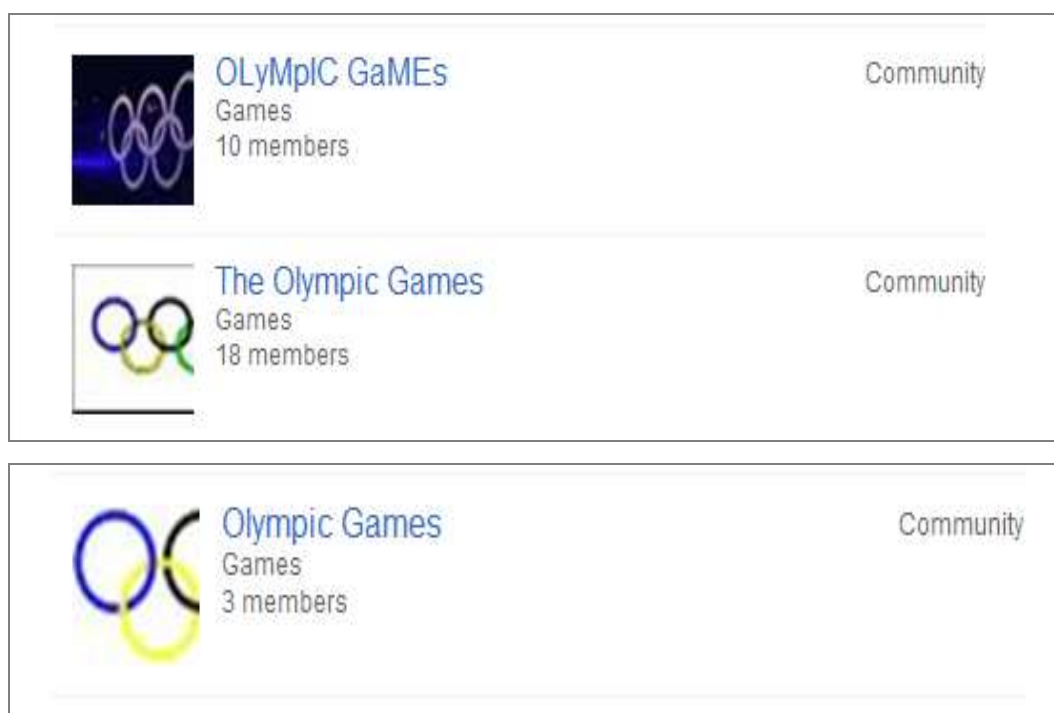 OLyMpIC GaMEs Community
Games
10 members
The Olympic Games Community
Games
18 members
Olympic Games Community
Games
3 members